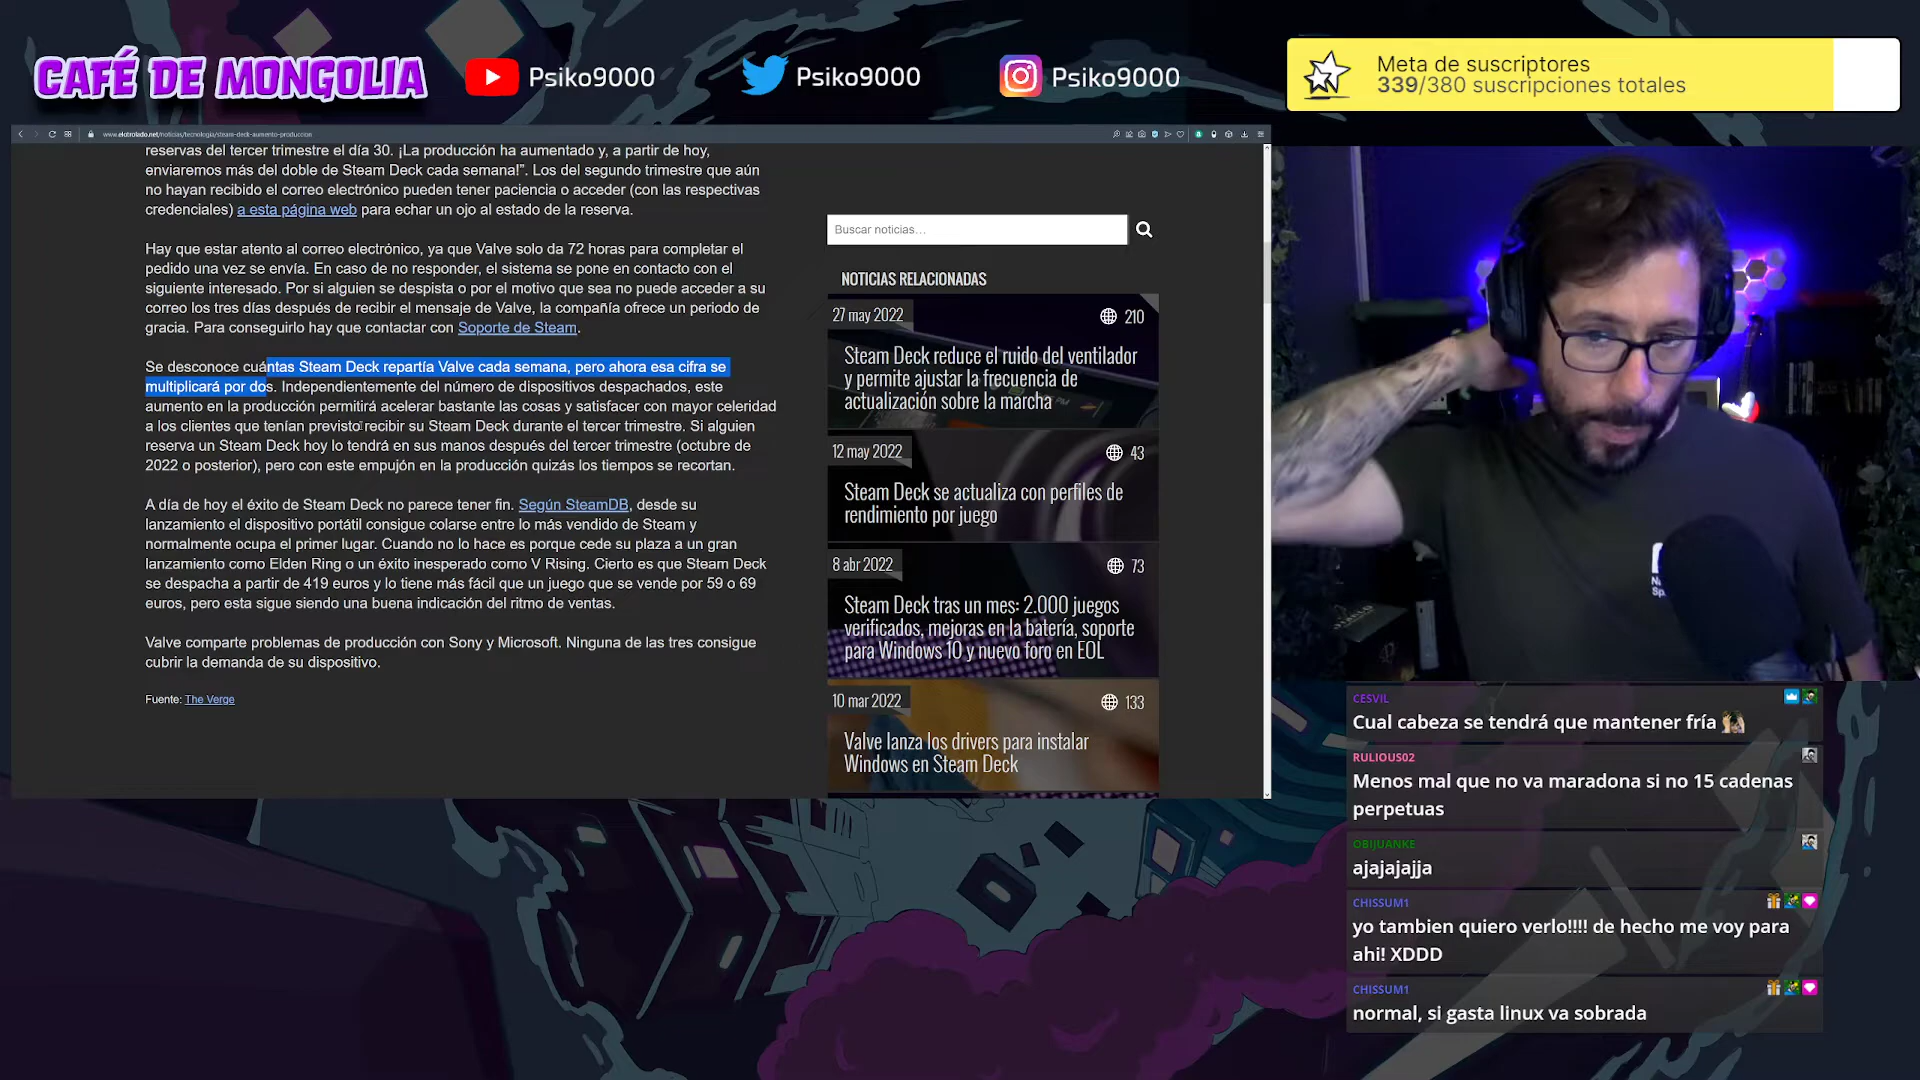 CAFÉ DE MONGOLIA
Psiko9000
Psiko9000
Psiko9000
Meta de suscriptores
339/380 suscripciones totales
www.elotrolado.net/noticias/tecnologia/steam-deck-aumento-produccion
reservas del tercer trimestre el día 30. ¡La producción ha aumentado y, a partir de hoy,
enviaremos más del doble de Steam Deck cada semana!”. Los del segundo trimestre que aún
no hayan recibido el correo electrónico pueden tener paciencia o acceder (con las respectivas
credenciales) a esta página web para echar un ojo al estado de la reserva.
Hay que estar atento al correo electrónico, ya que Valve solo da 72 horas para completar el
pedido una vez se envía. En caso de no responder, el sistema se pone en contacto con el
siguiente interesado. Por si alguien se despista o por el motivo que sea no puede acceder a su
correo los tres días después de recibir el mensaje de Valve, la compañía ofrece un periodo de
gracia. Para conseguirlo hay que contactar con Soporte de Steam.
Se desconoce cuántas Steam Deck repartía Valve cada semana, pero ahora esa cifra se
multiplicará por dos. Independientemente del número de dispositivos despachados, este
aumento en la producción permitirá acelerar bastante las cosas y satisfacer con mayor celeridad
a los clientes que tenían previsto recibir su Steam Deck durante el tercer trimestre. Si alguien
reserva un Steam Deck hoy lo tendrá en sus manos después del tercer trimestre (octubre de
2022 o posterior), pero con este empujón en la producción quizás los tiempos se recortan.
A día de hoy el éxito de Steam Deck no parece tener fin. Según SteamDB, desde su
lanzamiento el dispositivo portátil consigue colarse entre lo más vendido de Steam y
normalmente ocupa el primer lugar. Cuando no lo hace es porque cede su plaza a un gran
lanzamiento como Elden Ring o un éxito inesperado como V Rising. Cierto es que Steam Deck
se despacha a partir de 419 euros y lo tiene más fácil que un juego que se vende por 59 o 69
euros, pero esta sigue siendo una buena indicación del ritmo de ventas.
Valve comparte problemas de producción con Sony y Microsoft. Ninguna de las tres consigue
cubrir la demanda de su dispositivo.
Fuente: The Verge
Buscar noticias…
NOTICIAS RELACIONADAS
27 may 2022 210
Steam Deck reduce el ruido del ventilador
y permite ajustar la frecuencia de
actualización sobre la marcha
12 may 2022 43
Steam Deck se actualiza con perfiles de
rendimiento por juego
8 abr 2022 73
Steam Deck tras un mes: 2.000 juegos
verificados, mejoras en la batería, soporte
para Windows 10 y nuevo foro en EOL
10 mar 2022 133
Valve lanza los drivers para instalar
Windows en Steam Deck
CESVIL
Cual cabeza se tendrá que mantener fría
RULIOUS02
Menos mal que no va maradona si no 15 cadenas
perpetuas
OBIJUANKE
ajajajajja
CHISSUM1
yo tambien quiero verlo!!!! de hecho me voy para
ahi! XDDD
CHISSUM1
normal, si gasta linux va sobrada